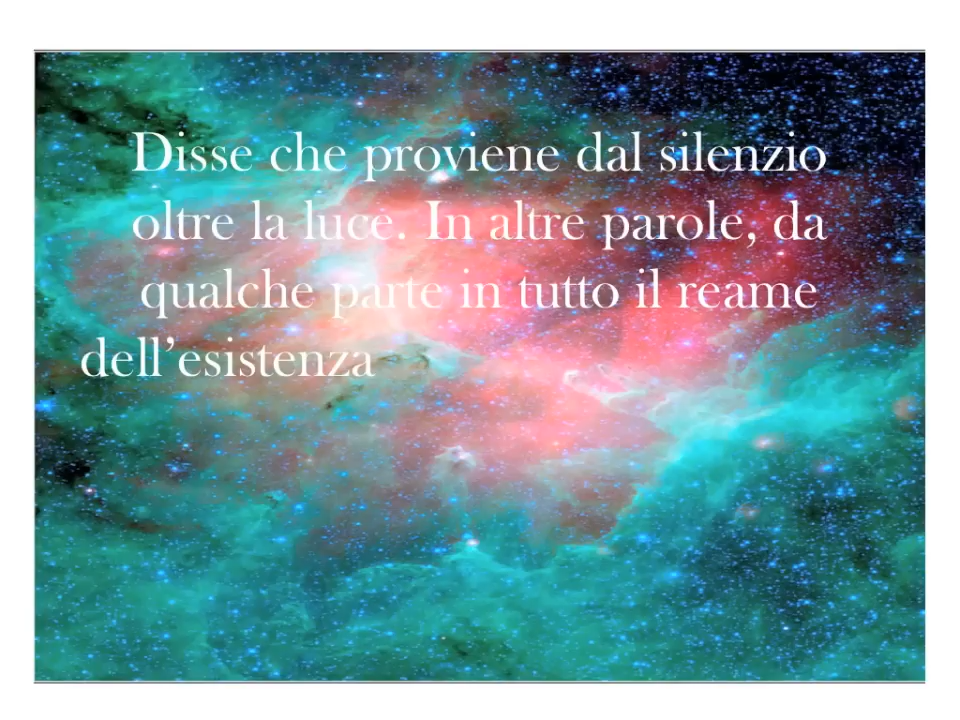 Disse che proviene dal silenzio
oltre la luce. In altre parole, da
qualche parte in tutto il reame
dell’esistenza